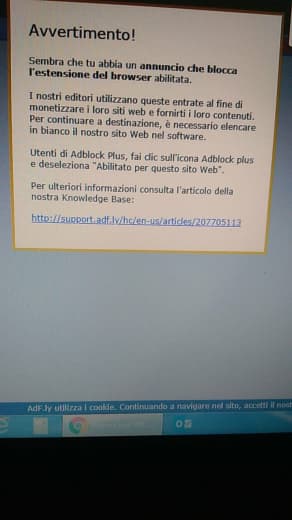 Avvertimento!
Sembra che tu abbia un annuncio che blocca
l'estensione del browser abilitata.
I nostri editori utilizzano queste entrate al fine di
monetizzare i loro siti web e fornirti i loro contenuti.
Per continuare a destinazione, è necessario elencare
in bianco il nostro sito Web nel software.
Utenti di Adblock Plus, fai clic sull'icona Adblock plus
e deseleziona "Abilitato per questo sito Web".
Per ulteriori informazioni consulta l'articolo della
nostra Knowledge Base:
http://support.adf.ly/hc/en-us/articles/207705113
AdF.ly utilizza i cookie. Continuando a navigare nel sito, accetti il nost